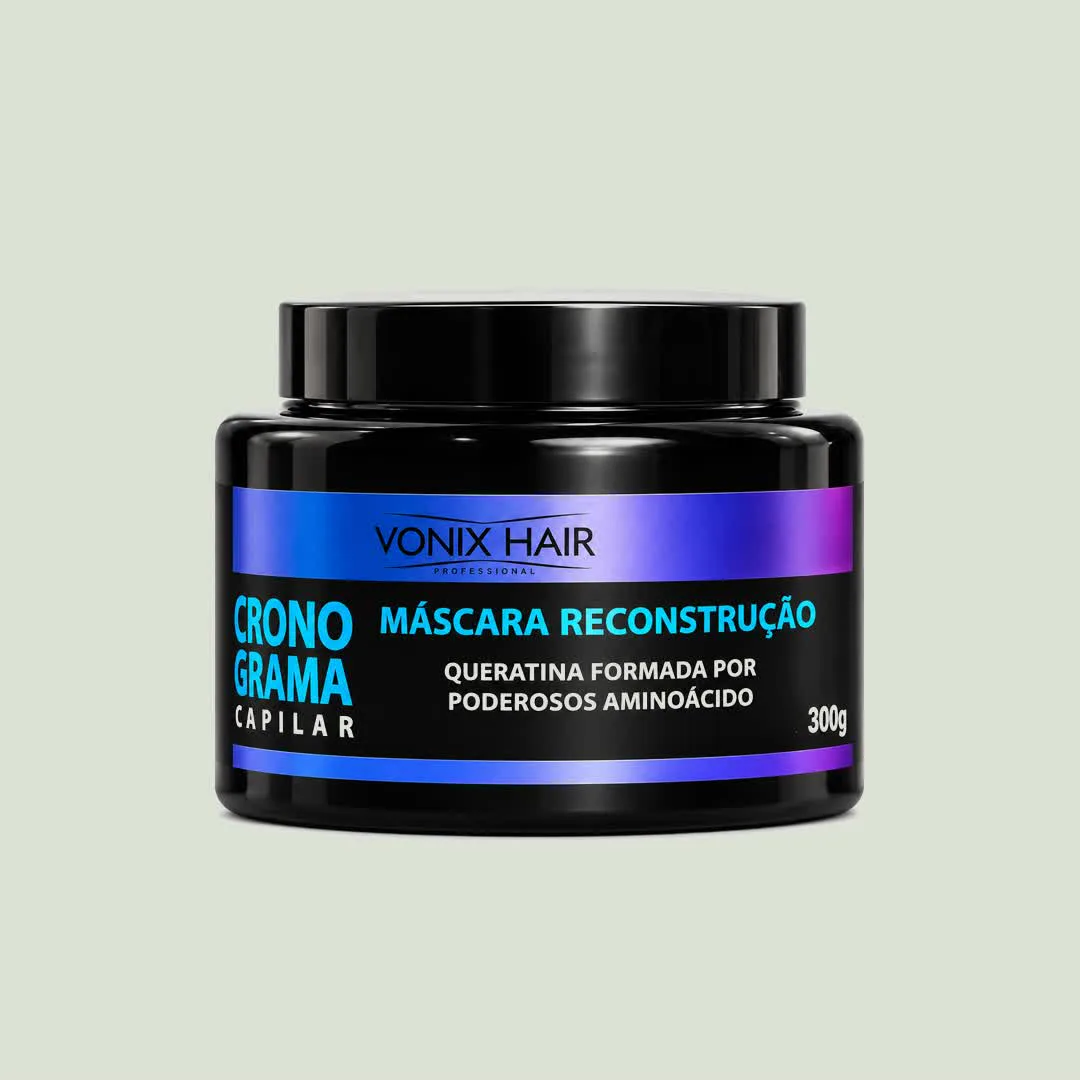 VONIX HAIR
PROFESSIONAL
CRONO
GRAMA
CAPILAR
MÁSCARA RECONSTRUÇÃO
QUERATINA FORMADA POR
PODEROSOS AMINOÁCIDO
300g